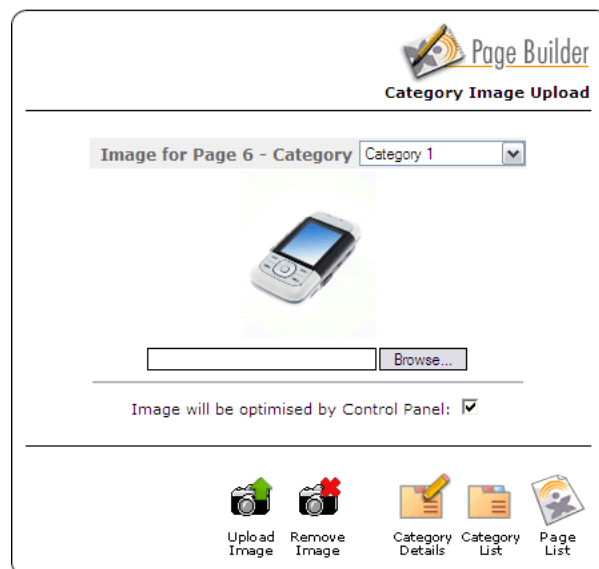 Page Builder
Category Image Upload
Image for Page 6 - Category Category 1
Browse...
Image will be optimised by Control Panel:
Upload Image
Remove Image
Category Details
Category List
Page List